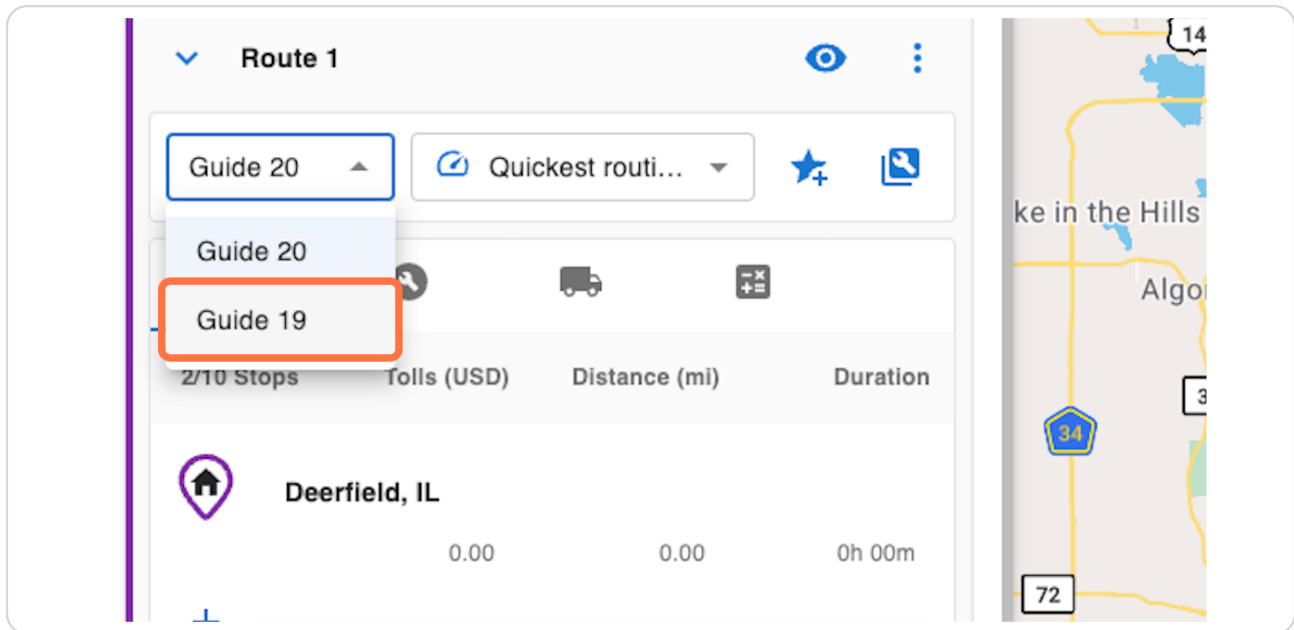 Route 1
Guide 20
Quickest routi...
Guide 20
Guide 19
2/10 Stops Tolls (USD) Distance (mi) Duration
Deerfield, IL
0.00 0.00 0h 00m
14
ke in the Hills
Algo
34
3
72